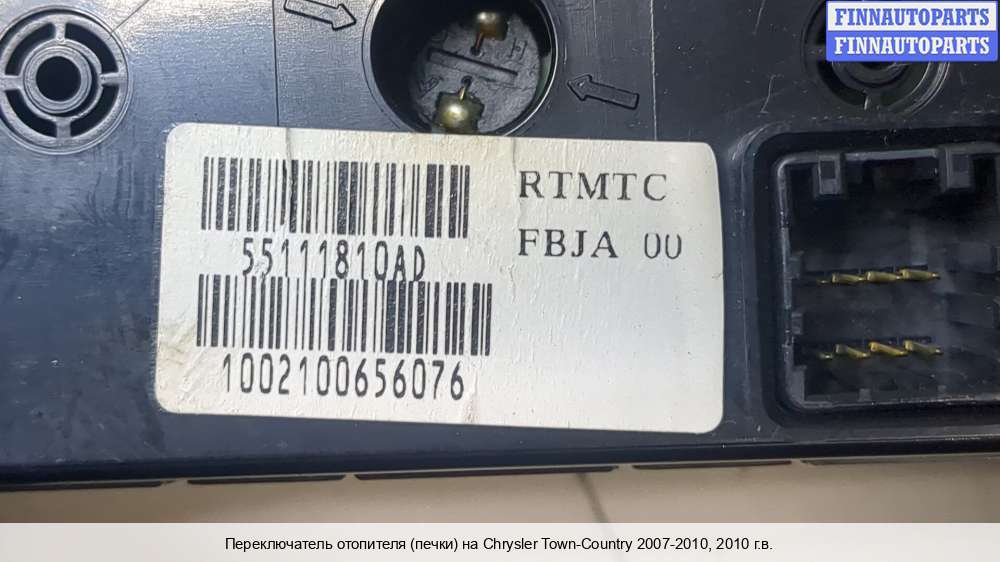 FINNAUTOPARTS
FINNAUTOPARTS
RTMTC
FBJA 00
55111810AD
1002100656076
Переключатель отопителя (печки) на Chrysler Town-Country 2007-2010, 2010 г.в.